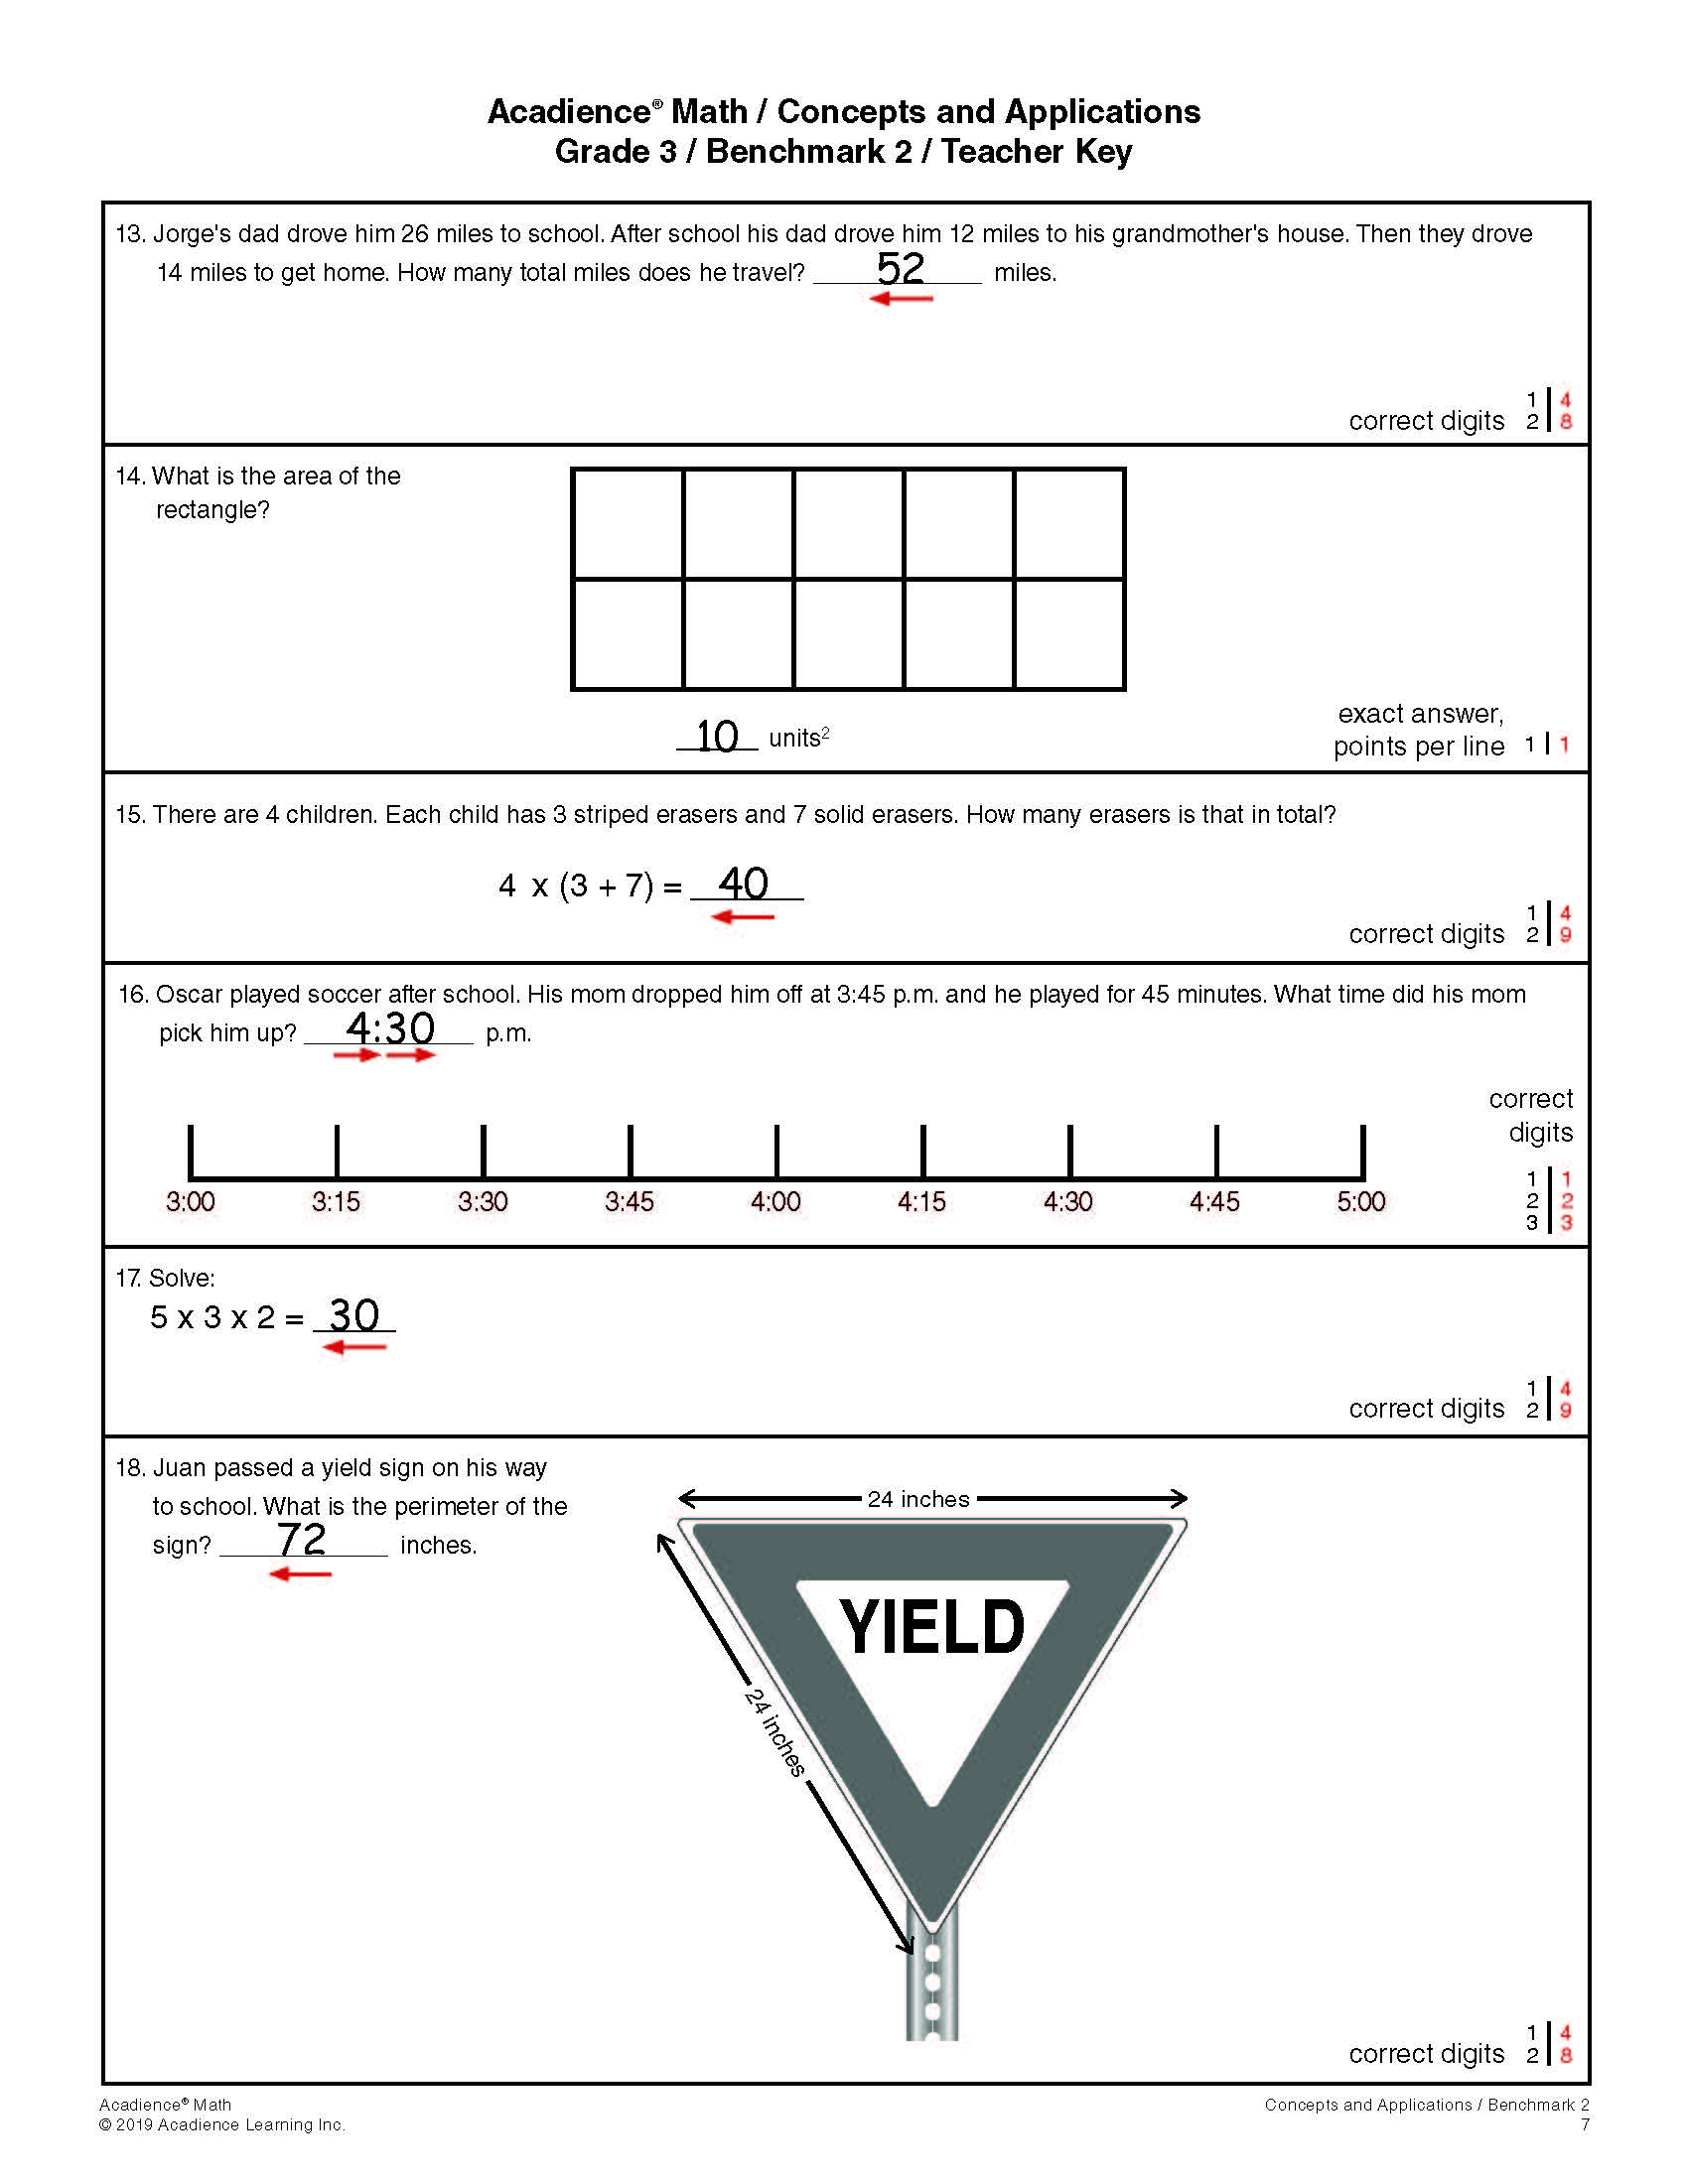 Acadience® Math / Concepts and Applications
Grade 3 / Benchmark 2 / Teacher Key
13. Jorge's dad drove him 26 miles to school. After school his dad drove him 12 miles to his grandmother's house. Then they drove
14 miles to get home. How many total miles does he travel? 52 miles.
1 | 4
correct digits 2 | 8
14. What is the area of the
rectangle?
10 units²
exact answer,
points per line 1 | 1
15. There are 4 children. Each child has 3 striped erasers and 7 solid erasers. How many erasers is that in total?
4 x (3 + 7) = 40
1 | 4
correct digits 2 | 9
16. Oscar played soccer after school. His mom dropped him off at 3:45 p.m. and he played for 45 minutes. What time did his mom
pick him up? 4:30 p.m.
correct
digits
1 | 1
2 | 2
3 | 3
3:00 3:15 3:30 3:45 4:00 4:15 4:30 4:45 5:00
17. Solve:
5 x 3 x 2 = 30
1 | 4
correct digits 2 | 9
18. Juan passed a yield sign on his way
to school. What is the perimeter of the
sign? 72 inches.
24 inches
YIELD
24 inches
1 | 4
correct digits 2 | 8
Acadience® Math
© 2019 Acadience Learning Inc.
Concepts and Applications / Benchmark 2
7